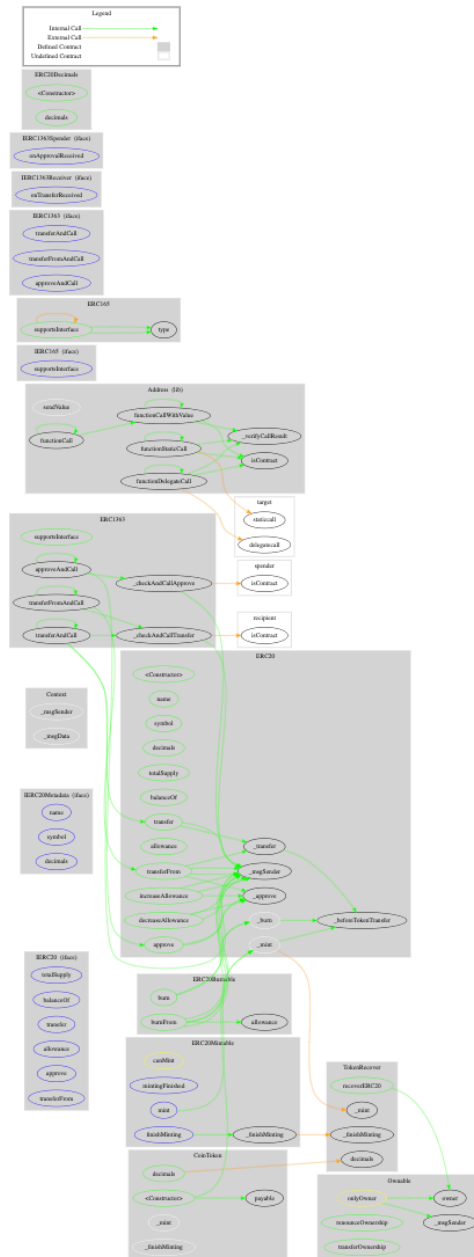 Legend
Internal Call
External Call
Defined Contract
Undefined Contract
ERC20Decimals
<Constructor>
decimals
IERC1363Spender (iface)
onApprovalReceived
IERC1363Receiver (iface)
onTransferReceived
IERC1363 (iface)
transferAndCall
transferFromAndCall
approveAndCall
ERC165
supportsInterface
type
IERC165 (iface)
supportsInterface
Address (lib)
sendValue
functionCallWithValue
functionCall
functionStaticCall
_verifyCallResult
isContract
functionDelegateCall
target
staticcall
delegatecall
ERC1363
supportsInterface
approveAndCall
_checkAndCallApprove
transferFromAndCall
transferAndCall
_checkAndCallTransfer
spender
isContract
recipient
isContract
ERC20
<Constructor>
name
symbol
decimals
totalSupply
balanceOf
transfer
allowance
_transfer
transferFrom
_msgSender
increaseAllowance
_approve
decreaseAllowance
_burn
_beforeTokenTransfer
approve
_mint
Context
_msgSender
_msgData
IERC20Metadata (iface)
name
symbol
decimals
IERC20 (iface)
totalSupply
balanceOf
transfer
allowance
approve
transferFrom
ERC20Burnable
burn
burnFrom
allowance
ERC20Mintable
canMint
mintingFinished
mint
finishMinting
_finishMinting
TokenRecover
recoverERC20
_mint
_finishMinting
decimals
CoinToken
decimals
<Constructor>
payable
_mint
_finishMinting
Ownable
onlyOwner
owner
_msgSender
renounceOwnership
transferOwnership